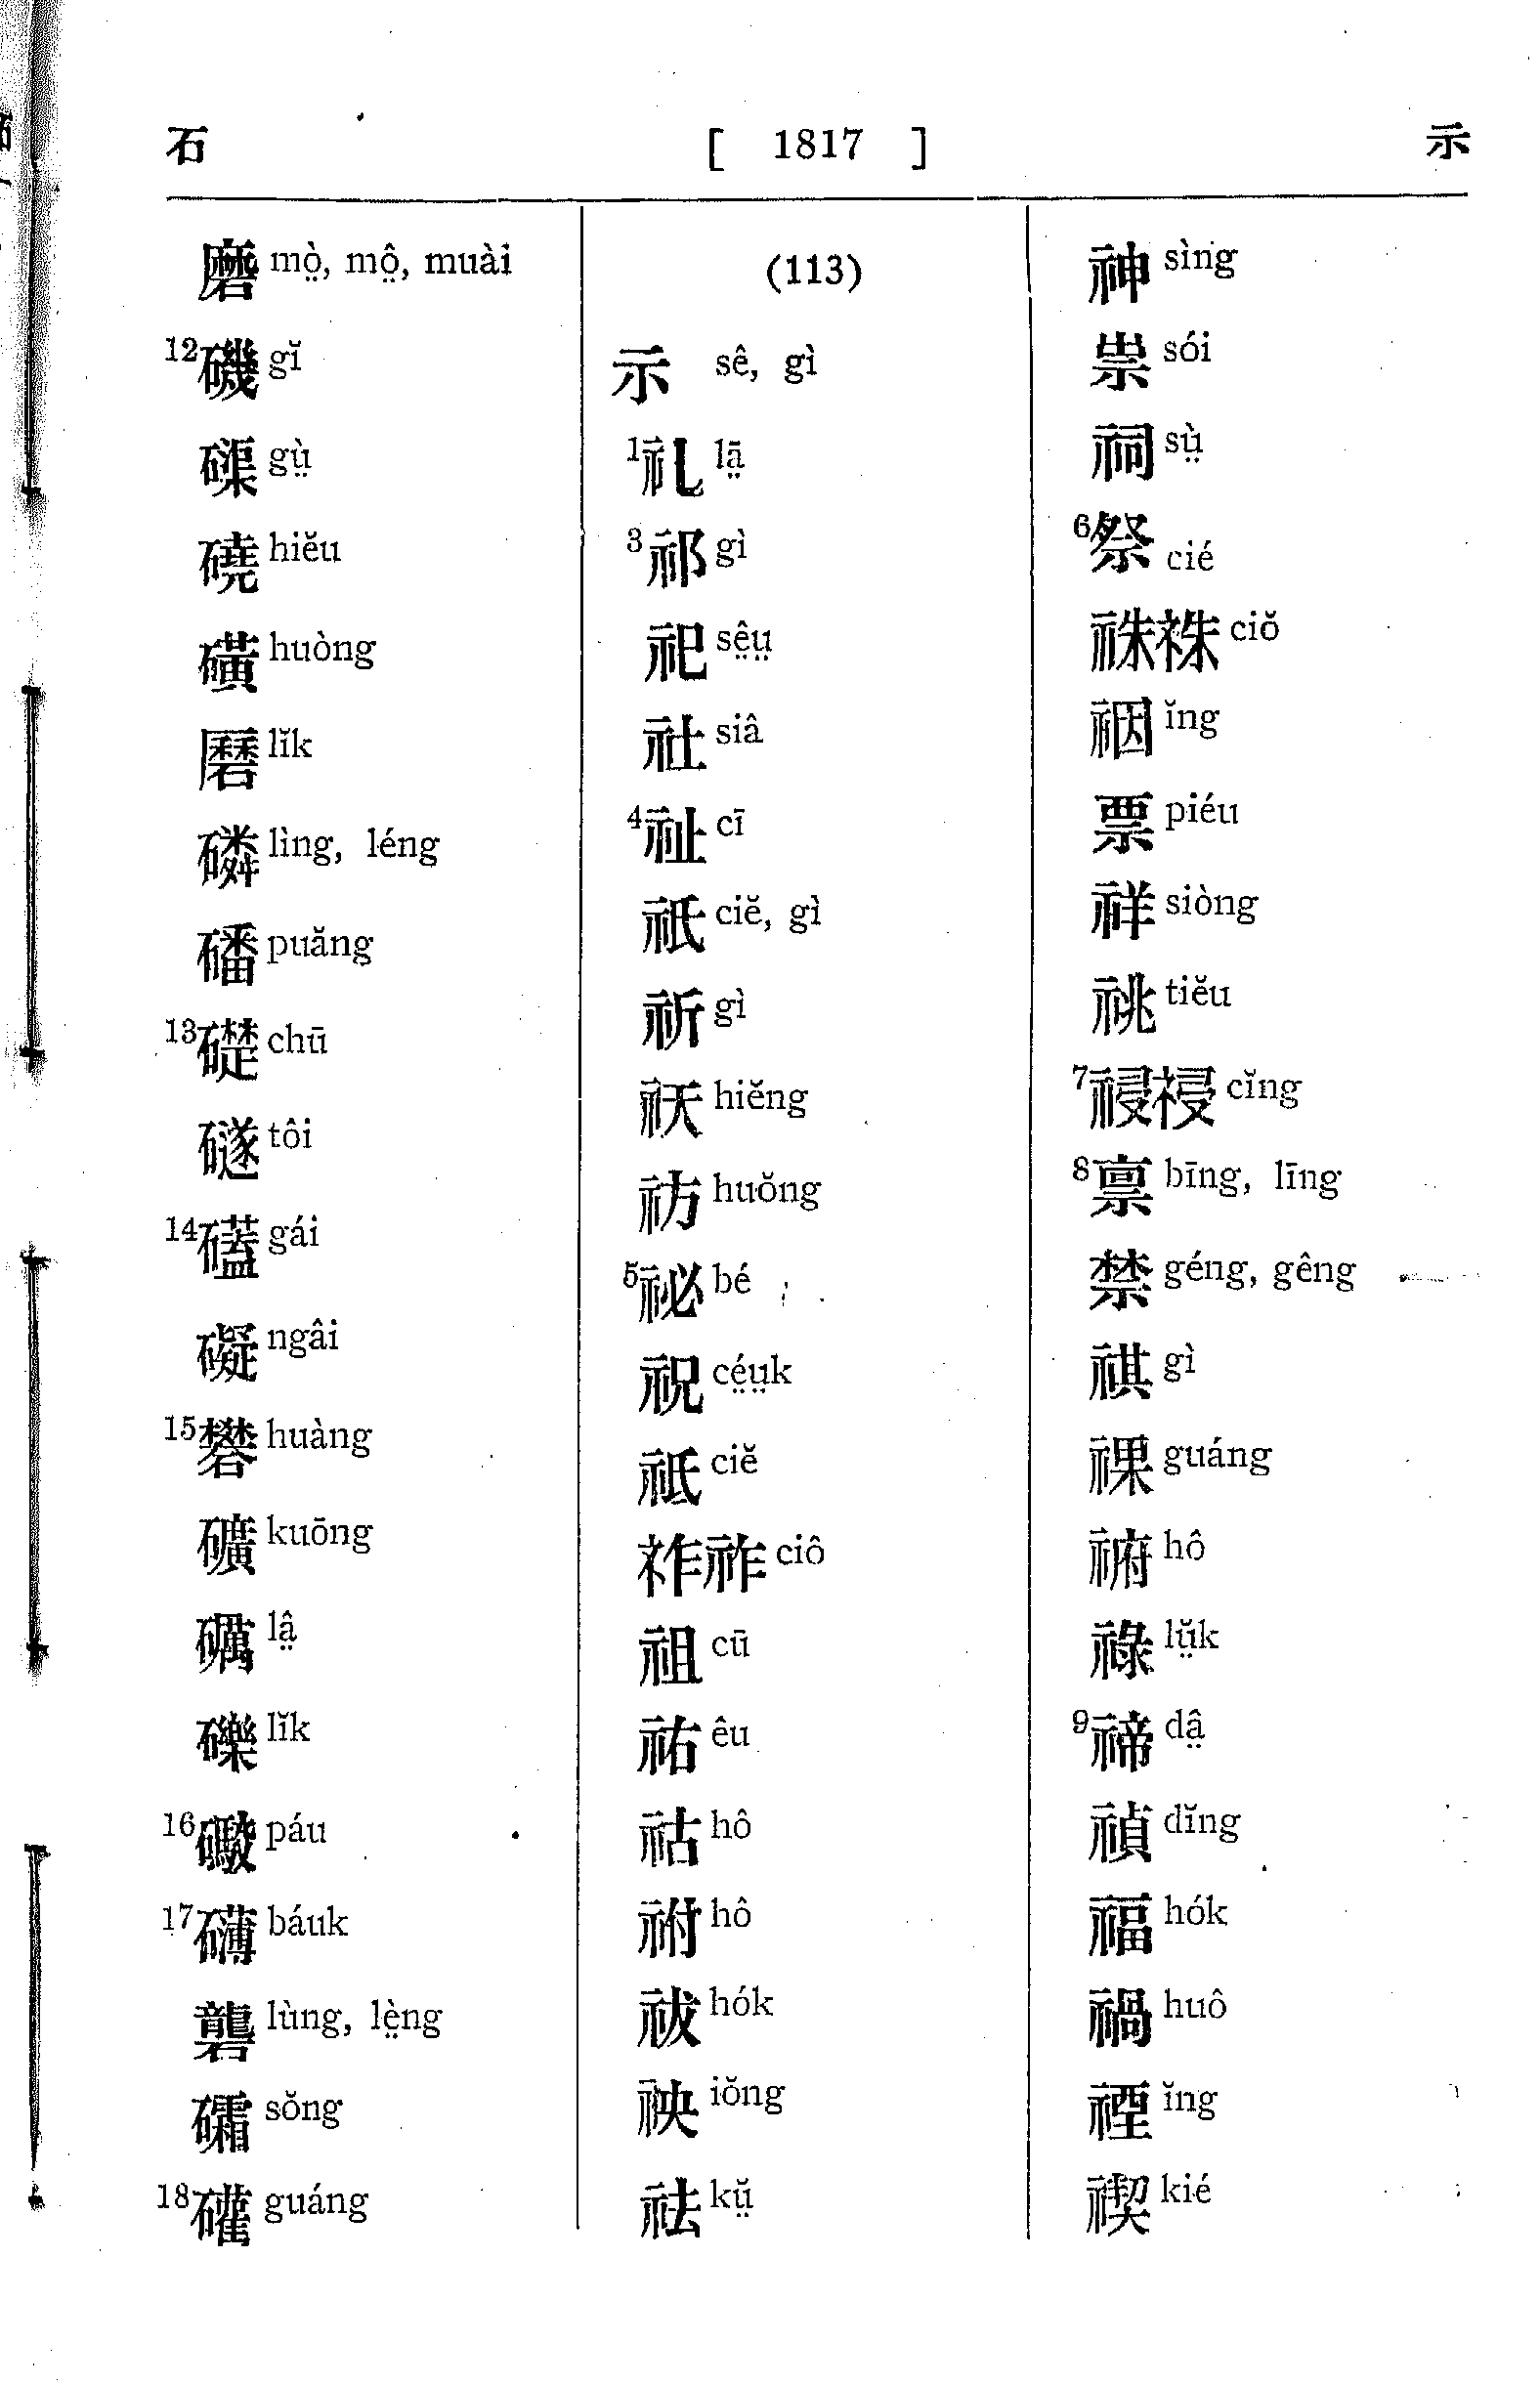 石 [ 1817 ] 示
磨 mò̤, mô̤, muài
12 磯 gĭ
磲 gṳ̀
磽 hiĕu
磺 huòng
磿 lĭk
磷 lìng, léng
磻 puăng
13 礎 chū
礈 tôi
14 礚 gái
礙 ngâi
15 礬 huàng
礦 kuōng
礪 lâ̤
礫 lĭk
16 礮 páu
17 礴 báuk
礱 lùng, lè̤ng
礵 sŏng
18 礶 guáng
(113)
示 sê, gì
1 礼 lā̤
3 祁 gì
祀 sê̤ṳ
社 siâ
4 祉 cī
祇 ciĕ, gì
祈 gì
祆 hiĕng
祊 huŏng
5 祕 bé
祝 cé̤ṳk
祗 ciĕ
祚祚 ciô
祖 cū
祐 êu
祜 hô
祔 hô
祓 hók
祑 iŏng
祛 kṳ̆
神 sìng
祟 sói
祠 sṳ̀
6 祭 cié
祩袾 ciŏ
祵 ĭng
票 piéu
祥 siòng
祧 tiĕu
7 祲祲 cĭng
8 禀 bīng, līng
禁 géng, gêng
祺 gì
祼 guáng
祔 hô
祿 lṳ̆k
9 禘 dâ̤
禎 dĭng
福 hók
禍 huô
禋 ĭng
禊 kié